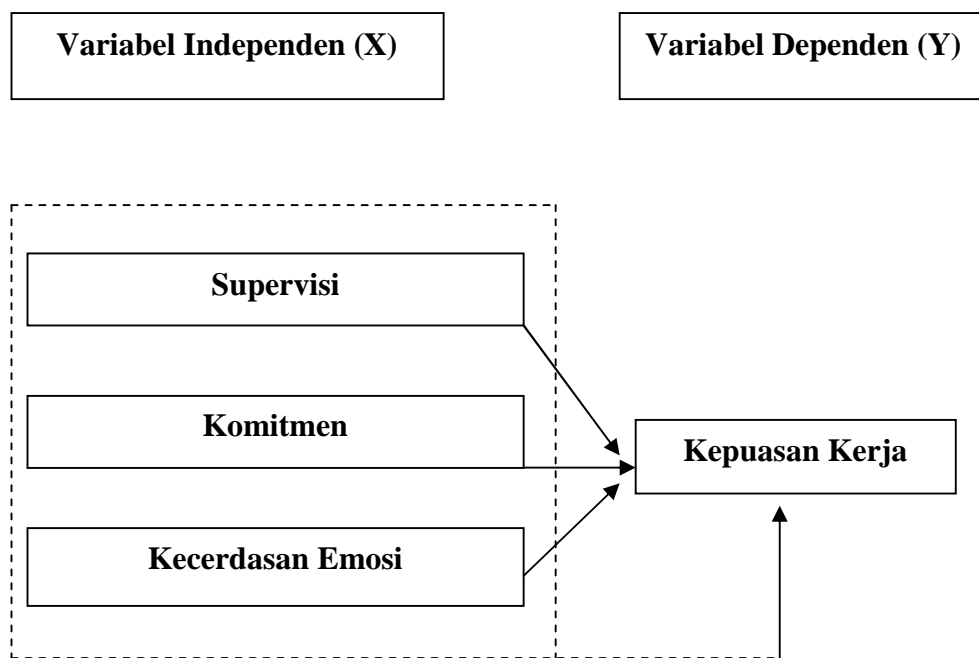 Variabel Independen (X)
Variabel Dependen (Y)
Supervisi
Komitmen
Kepuasan Kerja
Kecerdasan Emosi